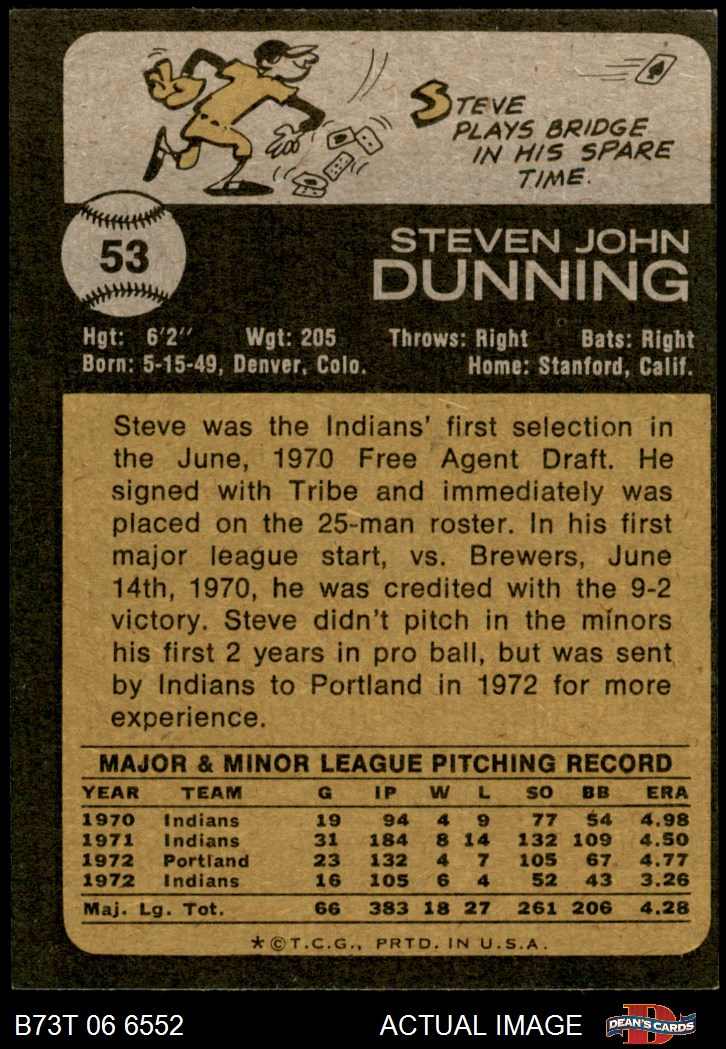 STEVE
PLAYS BRIDGE
IN HIS SPARE
TIME.
53
STEVEN JOHN
DUNNING
Hgt: 6'2" Wgt: 205 Throws: Right Bats: Right
Born: 5-15-49, Denver, Colo. Home: Stanford, Calif.
Steve was the Indians' first selection in
the June, 1970 Free Agent Draft. He
signed with Tribe and immediately was
placed on the 25-man roster. In his first
major league start, vs. Brewers, June
14th, 1970, he was credited with the 9-2
victory. Steve didn't pitch in the minors
his first 2 years in pro ball, but was sent
by Indians to Portland in 1972 for more
experience.
MAJOR & MINOR LEAGUE PITCHING RECORD
YEAR TEAM G IP W L SO BB ERA
1970 Indians 19 94 4 9 77 54 4.98
1971 Indians 31 184 8 14 132 109 4.50
1972 Portland 23 132 4 7 105 67 4.77
1972 Indians 16 105 6 4 52 43 3.26
Maj. Lg. Tot. 66 383 18 27 261 206 4.28
*©T.C.G., PRTD. IN U.S.A.
B73T 06 6552 ACTUAL IMAGE D DEAN'S CARDS